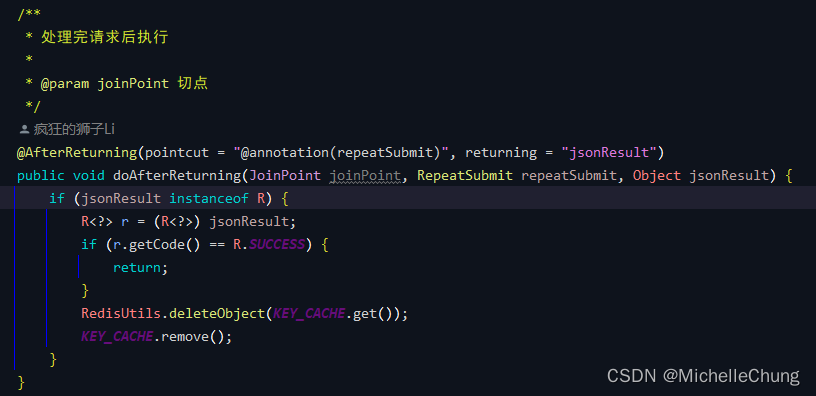 /**
 * 处理完请求后执行
 *
 * @param joinPoint 切点
 */
疯狂的狮子Li
@AfterReturning(pointcut = "@annotation(repeatSubmit)", returning = "jsonResult")
public void doAfterReturning(JoinPoint joinPoint, RepeatSubmit repeatSubmit, Object jsonResult) {
    if (jsonResult instanceof R) {
        R<?> r = (R<?>) jsonResult;
        if (r.getCode() == R.SUCCESS) {
            return;
        }
        RedisUtils.deleteObject(KEY_CACHE.get());
        KEY_CACHE.remove();
    }
}
CSDN @MichelleChung